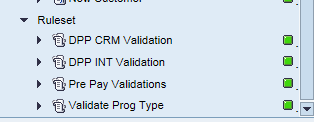 New Customer
Ruleset
DPP CRM Validation
DPP INT Validation
Pre Pay Validations
Validate Prog Type